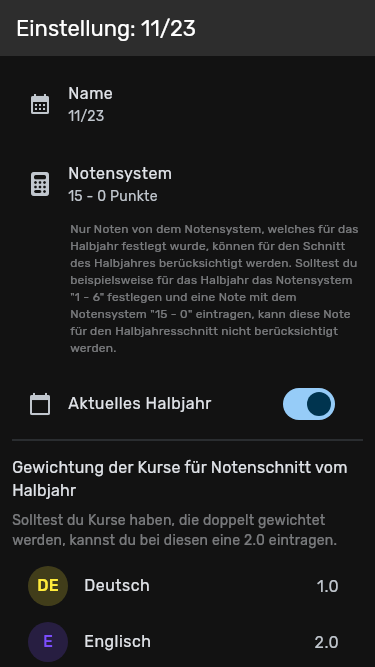 Einstellung: 11/23
Name
11/23
Notensystem
15 - 0 Punkte
Nur Noten von dem Notensystem, welches für das
Halbjahr festlegt wurde, können für den Schnitt
des Halbjahres berücksichtigt werden. Solltest du
beispielsweise für das Halbjahr das Notensystem
"1 - 6" festlegen und eine Note mit dem
Notensystem "15 - 0" eintragen, kann diese Note
für den Halbjahresschnitt nicht berücksichtigt
werden.
Aktuelles Halbjahr
Gewichtung der Kurse für Notenschnitt vom
Halbjahr
Solltest du Kurse haben, die doppelt gewichtet
werden, kannst du bei diesen eine 2.0 eintragen.
DE Deutsch 1.0
E Englisch 2.0